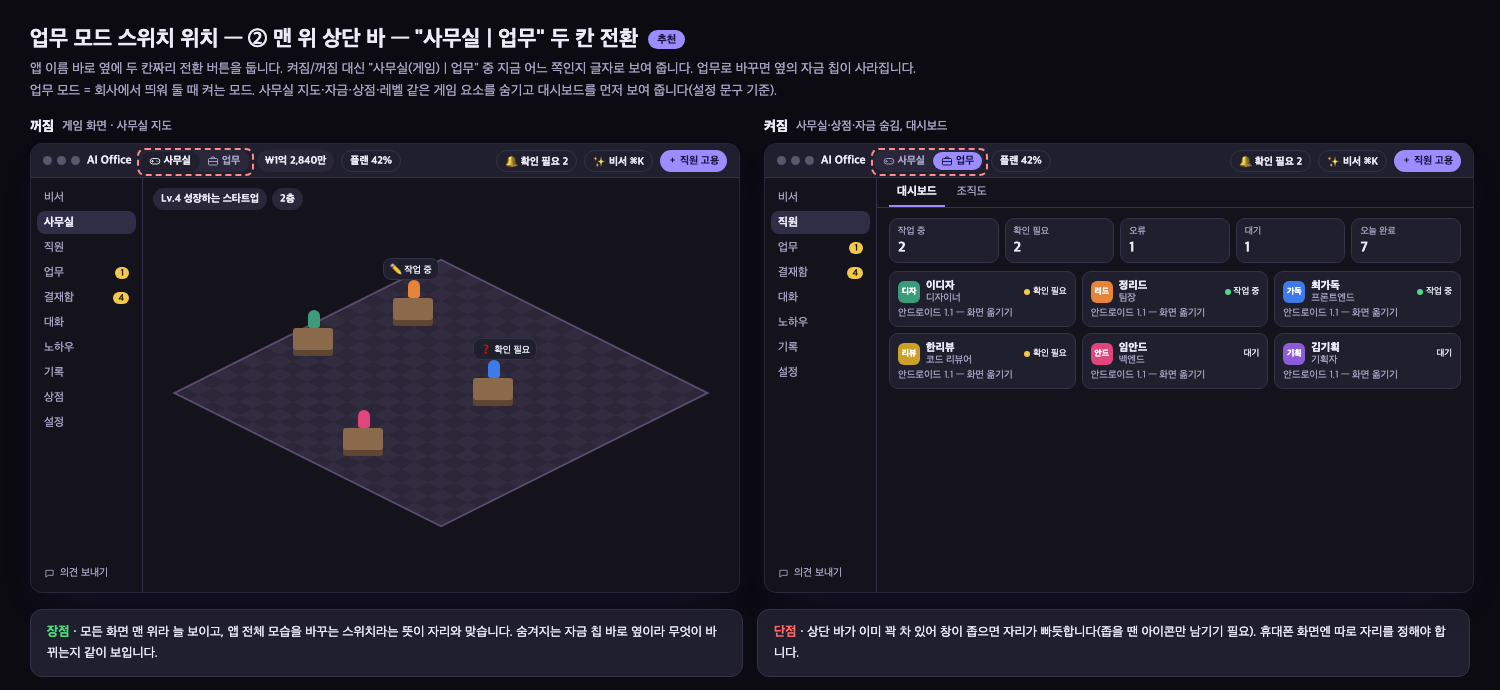 업무 모드 스위치 위치 — ② 맨 위 상단 바 — "사무실 | 업무" 두 칸 전환 추천
앱 이름 바로 옆에 두 칸짜리 전환 버튼을 둡니다. 켜짐/꺼짐 대신 "사무실(게임) | 업무" 중 지금 어느 쪽인지 글자로 보여 줍니다. 업무로 바꾸면 옆의 자금 칩이 사라집니다.
업무 모드 = 회사에서 띄워 둘 때 켜는 모드. 사무실 지도·자금·상점·레벨 같은 게임 요소를 숨기고 대시보드를 먼저 보여 줍니다(설정 문구 기준).
꺼짐 게임 화면 · 사무실 지도
AI Office 사무실 업무 ₩1억 2,840만 플랜 42% 🔔 확인 필요 2 ✨ 비서 ⌘K + 직원 고용
비서
사무실
직원
업무 1
결재함 4
대화
노하우
기록
상점
설정
의견 보내기
Lv.4 성장하는 스타트업 2층
✏️ 작업 중
❓ 확인 필요
켜짐 사무실·상점·자금 숨김, 대시보드
AI Office 사무실 업무 플랜 42% 🔔 확인 필요 2 ✨ 비서 ⌘K + 직원 고용
비서
직원
업무 1
결재함 4
대화
노하우
기록
설정
의견 보내기
대시보드 조직도
작업 중 확인 필요 오류 대기 오늘 완료
2 2 1 1 7
디자 이디자 확인 필요
디자이너
안드로이드 1.1 — 화면 옮기기
리드 정리드 작업 중
팀장
안드로이드 1.1 — 화면 옮기기
가독 최가독 작업 중
프론트엔드
안드로이드 1.1 — 화면 옮기기
리뷰 한리뷰 확인 필요
코드 리뷰어
안드로이드 1.1 — 화면 옮기기
안드 임안드 대기
백엔드
안드로이드 1.1 — 화면 옮기기
기획 김기획 대기
기획자
안드로이드 1.1 — 화면 옮기기
장점 · 모든 화면 맨 위라 늘 보이고, 앱 전체 모습을 바꾸는 스위치라는 뜻이 자리와 맞습니다. 숨겨지는 자금 칩 바로 옆이라 무엇이 바
뀌는지 같이 보입니다.
단점 · 상단 바가 이미 꽉 차 있어 창이 좁으면 자리가 빠듯합니다(좁을 땐 아이콘만 남기기 필요). 휴대폰 화면엔 따로 자리를 정해야 합
니다.